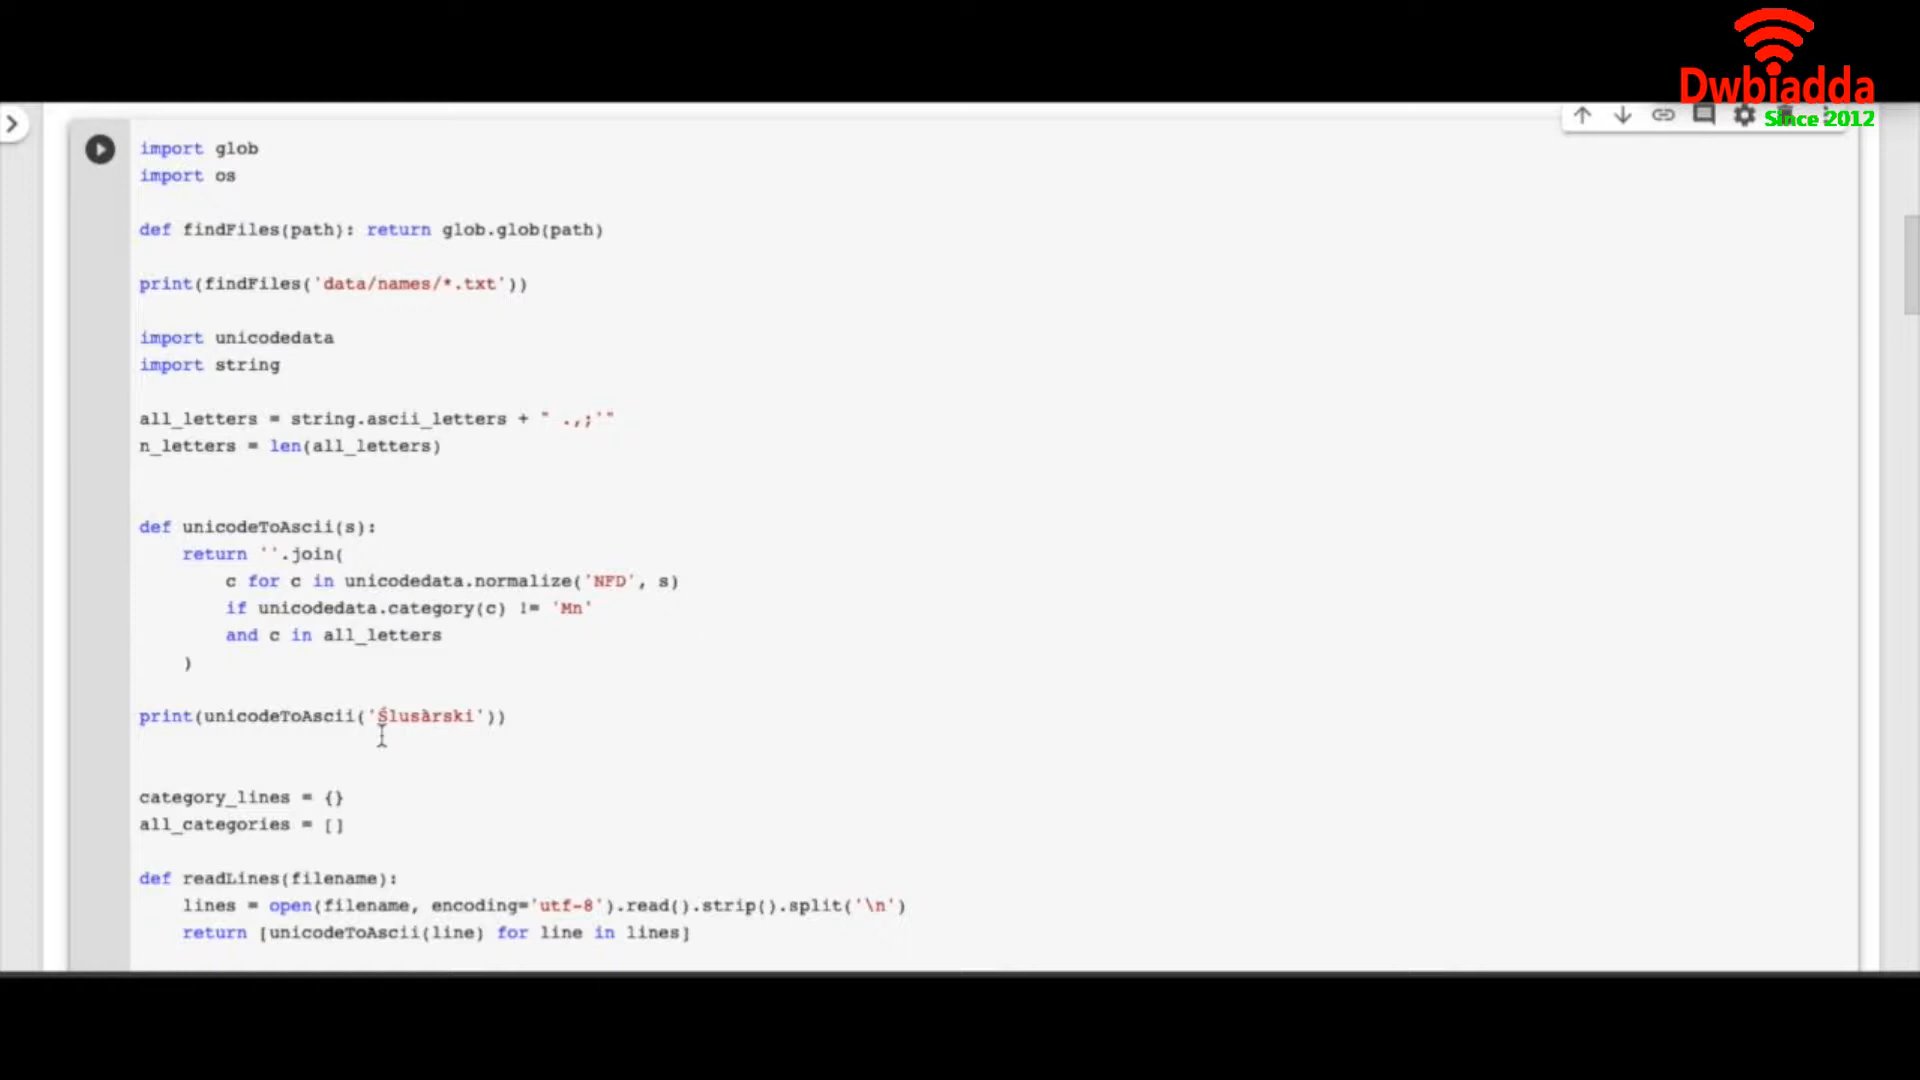 Dwbiadda
Since 2012
import glob
import os
def findFiles(path): return glob.glob(path)
print(findFiles('data/names/*.txt'))
import unicodedata
import string
all_letters = string.ascii_letters + " .,;'"
n_letters = len(all_letters)
def unicodeToAscii(s):
    return ''.join(
        c for c in unicodedata.normalize('NFD', s)
        if unicodedata.category(c) != 'Mn'
        and c in all_letters
    )
print(unicodeToAscii('Ślusàrski'))
category_lines = {}
all_categories = []
def readLines(filename):
    lines = open(filename, encoding='utf-8').read().strip().split('\n')
    return [unicodeToAscii(line) for line in lines]